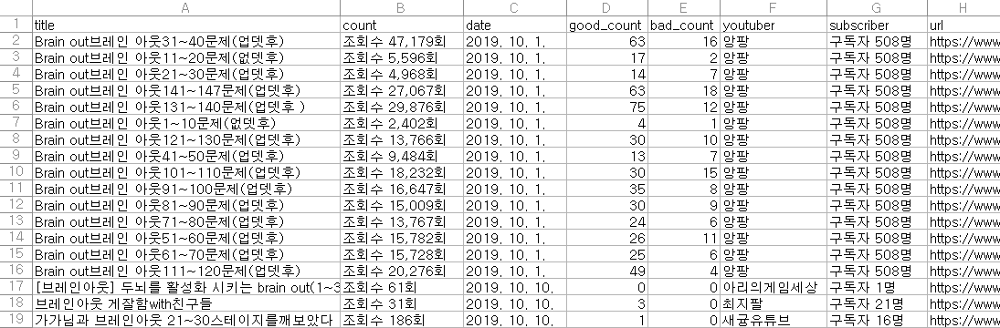 A B C D E F G H
1 title count date good_count bad_count youtuber subscriber url
2 Brain out브레인 아웃31~40문제(업뎃후) 조회수 47,179회 2019. 10. 1. 63 16 앙팡 구독자 508명 https://www
3 Brain out브레인 아웃11~20문제(없뎃후) 조회수 5,596회 2019. 10. 1. 17 2 앙팡 구독자 508명 https://www
4 Brain out브레인 아웃21~30문제(업뎃후) 조회수 4,968회 2019. 10. 1. 14 7 앙팡 구독자 508명 https://www
5 Brain out브레인 아웃141~147문제(업뎃후) 조회수 27,067회 2019. 10. 1. 63 18 앙팡 구독자 508명 https://www
6 Brain out브레인 아웃131~140문제(업뎃후 ) 조회수 29,876회 2019. 10. 1. 75 12 앙팡 구독자 508명 https://www
7 Brain out브레인 아웃1~10문제(없뎃후) 조회수 2,402회 2019. 10. 1. 4 1 앙팡 구독자 508명 https://www
8 Brain out브레인 아웃121~130문제(업뎃후) 조회수 13,766회 2019. 10. 1. 30 10 앙팡 구독자 508명 https://www
9 Brain out브레인 아웃41~50문제(업뎃후) 조회수 9,484회 2019. 10. 1. 13 7 앙팡 구독자 508명 https://www
10 Brain out브레인 아웃101~110문제(업뎃후) 조회수 18,232회 2019. 10. 1. 30 15 앙팡 구독자 508명 https://www
11 Brain out브레인 아웃91~100문제(업뎃후) 조회수 16,647회 2019. 10. 1. 35 8 앙팡 구독자 508명 https://www
12 Brain out브레인 아웃81~90문제(업뎃후) 조회수 15,009회 2019. 10. 1. 30 9 앙팡 구독자 508명 https://www
13 Brain out브레인 아웃71~80문제(업뎃후) 조회수 13,767회 2019. 10. 1. 24 6 앙팡 구독자 508명 https://www
14 Brain out브레인 아웃51~60문제(업뎃후) 조회수 15,782회 2019. 10. 1. 26 11 앙팡 구독자 508명 https://www
15 Brain out브레인 아웃61~70문제(업뎃후) 조회수 15,728회 2019. 10. 1. 25 6 앙팡 구독자 508명 https://www
16 Brain out브레인 아웃111~120문제(업뎃후) 조회수 20,276회 2019. 10. 1. 49 4 앙팡 구독자 508명 https://www
17 [브레인아웃] 두뇌를 활성화 시키는 brain out(1~3 조회수 61회 2019. 10. 10. 0 0 아리의게임세상 구독자 1명 https://www
18 브레인아웃 게잘함with친구들 조회수 31회 2019. 10. 10. 3 0 최지팔 구독자 21명 https://www
19 가가님과 브레인아웃 21~30스테이지를깨보았다 조회수 186회 2019. 10. 10. 1 0 섀귤유튜브 구독자 16명 https://www